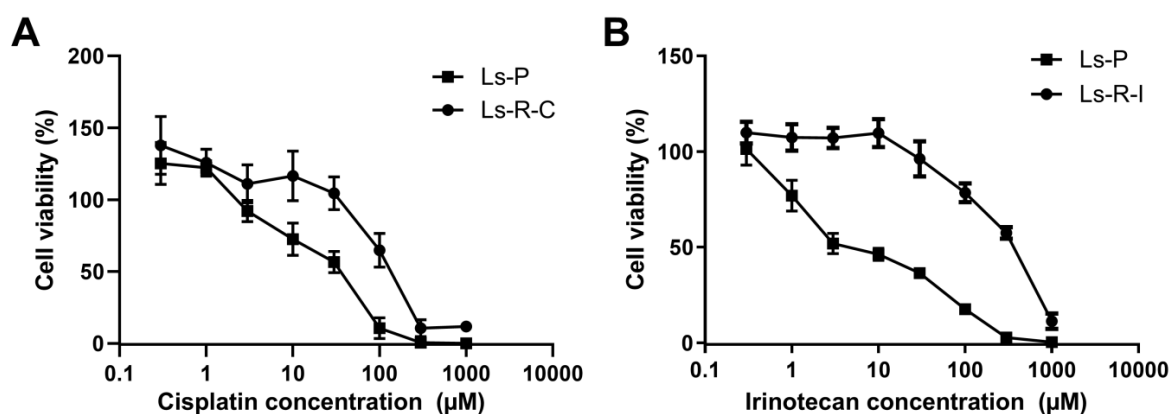 A
200
150
100
50
0
Cell viability (%)
Ls-P
Ls-R-C
0.1 1 10 100 1000 10000
Cisplatin concentration (µM)
B
150
100
50
0
Cell viability (%)
Ls-P
Ls-R-I
0.1 1 10 100 1000 10000
Irinotecan concentration (µM)